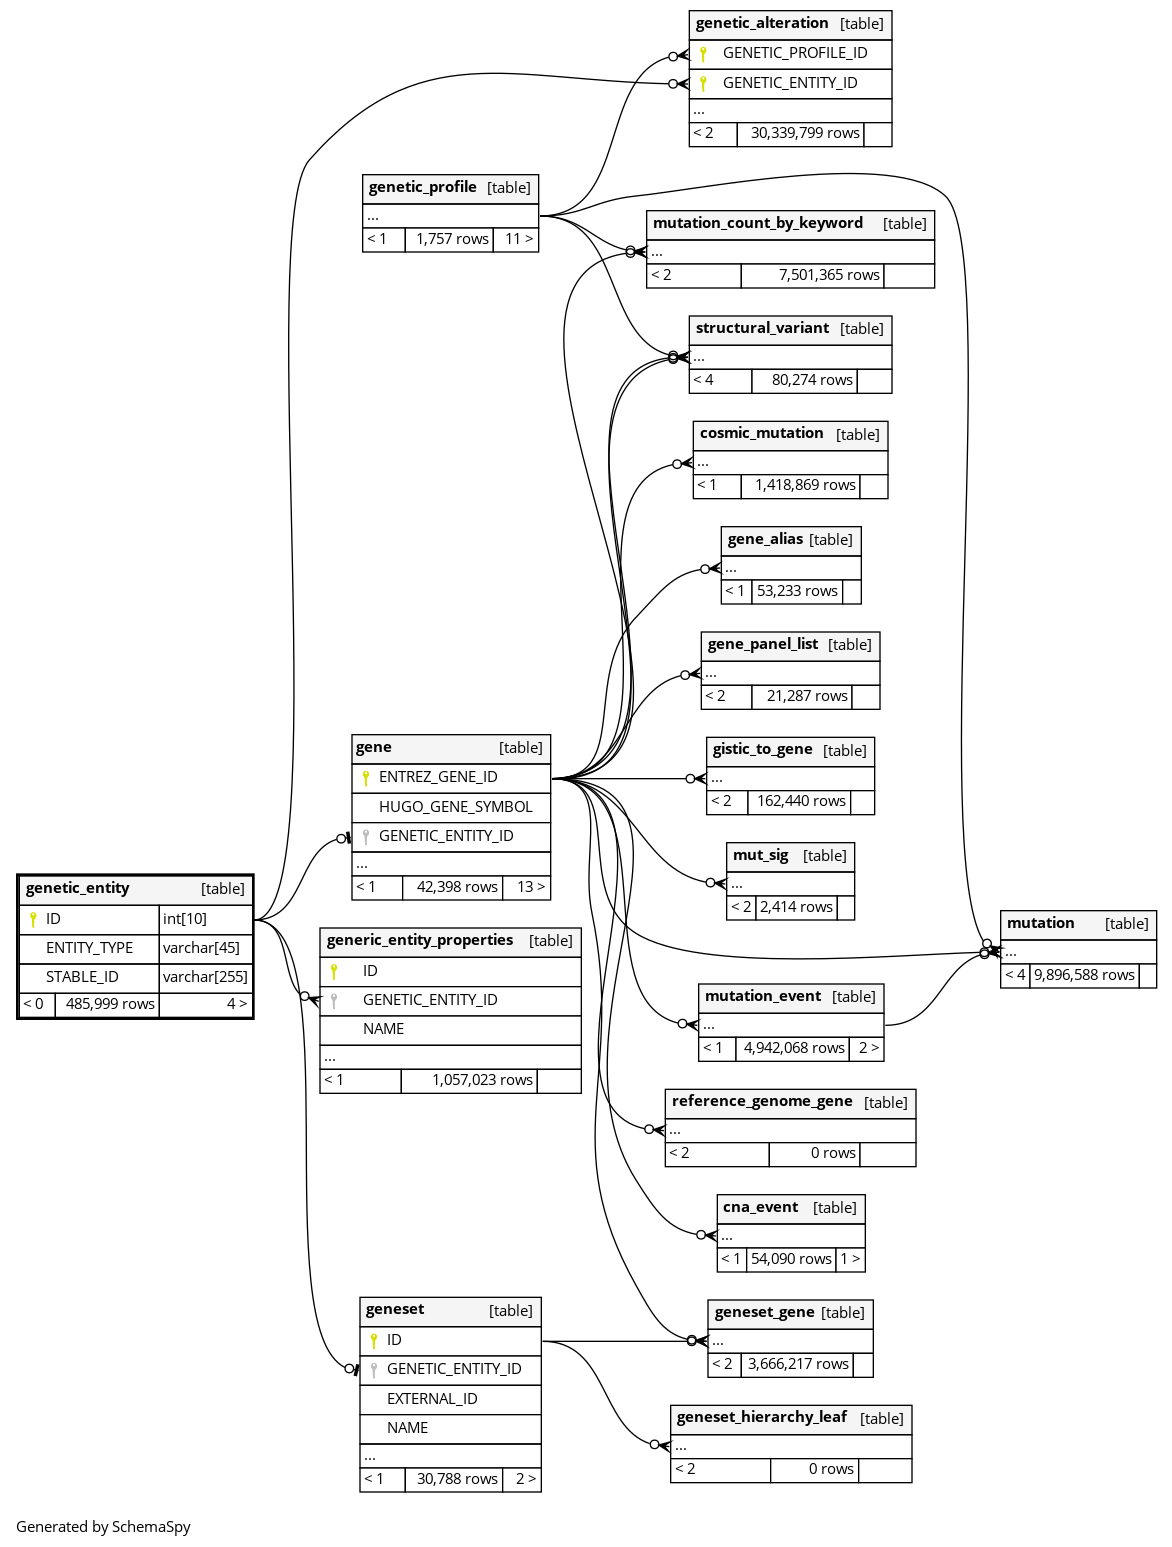 genetic_alteration [table]
GENETIC_PROFILE_ID
GENETIC_ENTITY_ID
...
< 2 30,339,799 rows
genetic_profile [table]
...
< 1 1,757 rows 11 >
mutation_count_by_keyword [table]
...
< 2 7,501,365 rows
structural_variant [table]
...
< 4 80,274 rows
cosmic_mutation [table]
...
< 1 1,418,869 rows
gene_alias [table]
...
< 1 53,233 rows
gene_panel_list [table]
...
< 2 21,287 rows
gene [table]
ENTREZ_GENE_ID
HUGO_GENE_SYMBOL
GENETIC_ENTITY_ID
...
< 1 42,398 rows 13 >
gistic_to_gene [table]
...
< 2 162,440 rows
mut_sig [table]
...
< 2 2,414 rows
genetic_entity [table]
ID int[10]
ENTITY_TYPE varchar[45]
STABLE_ID varchar[255]
< 0 485,999 rows 4 >
generic_entity_properties [table]
ID
GENETIC_ENTITY_ID
NAME
...
< 1 1,057,023 rows
mutation [table]
...
< 4 9,896,588 rows
mutation_event [table]
...
< 1 4,942,068 rows 2 >
reference_genome_gene [table]
...
< 2 0 rows
cna_event [table]
...
< 1 54,090 rows 1 >
geneset [table]
ID
GENETIC_ENTITY_ID
EXTERNAL_ID
NAME
...
< 1 30,788 rows 2 >
geneset_gene [table]
...
< 2 3,666,217 rows
geneset_hierarchy_leaf [table]
...
< 2 0 rows
Generated by SchemaSpy